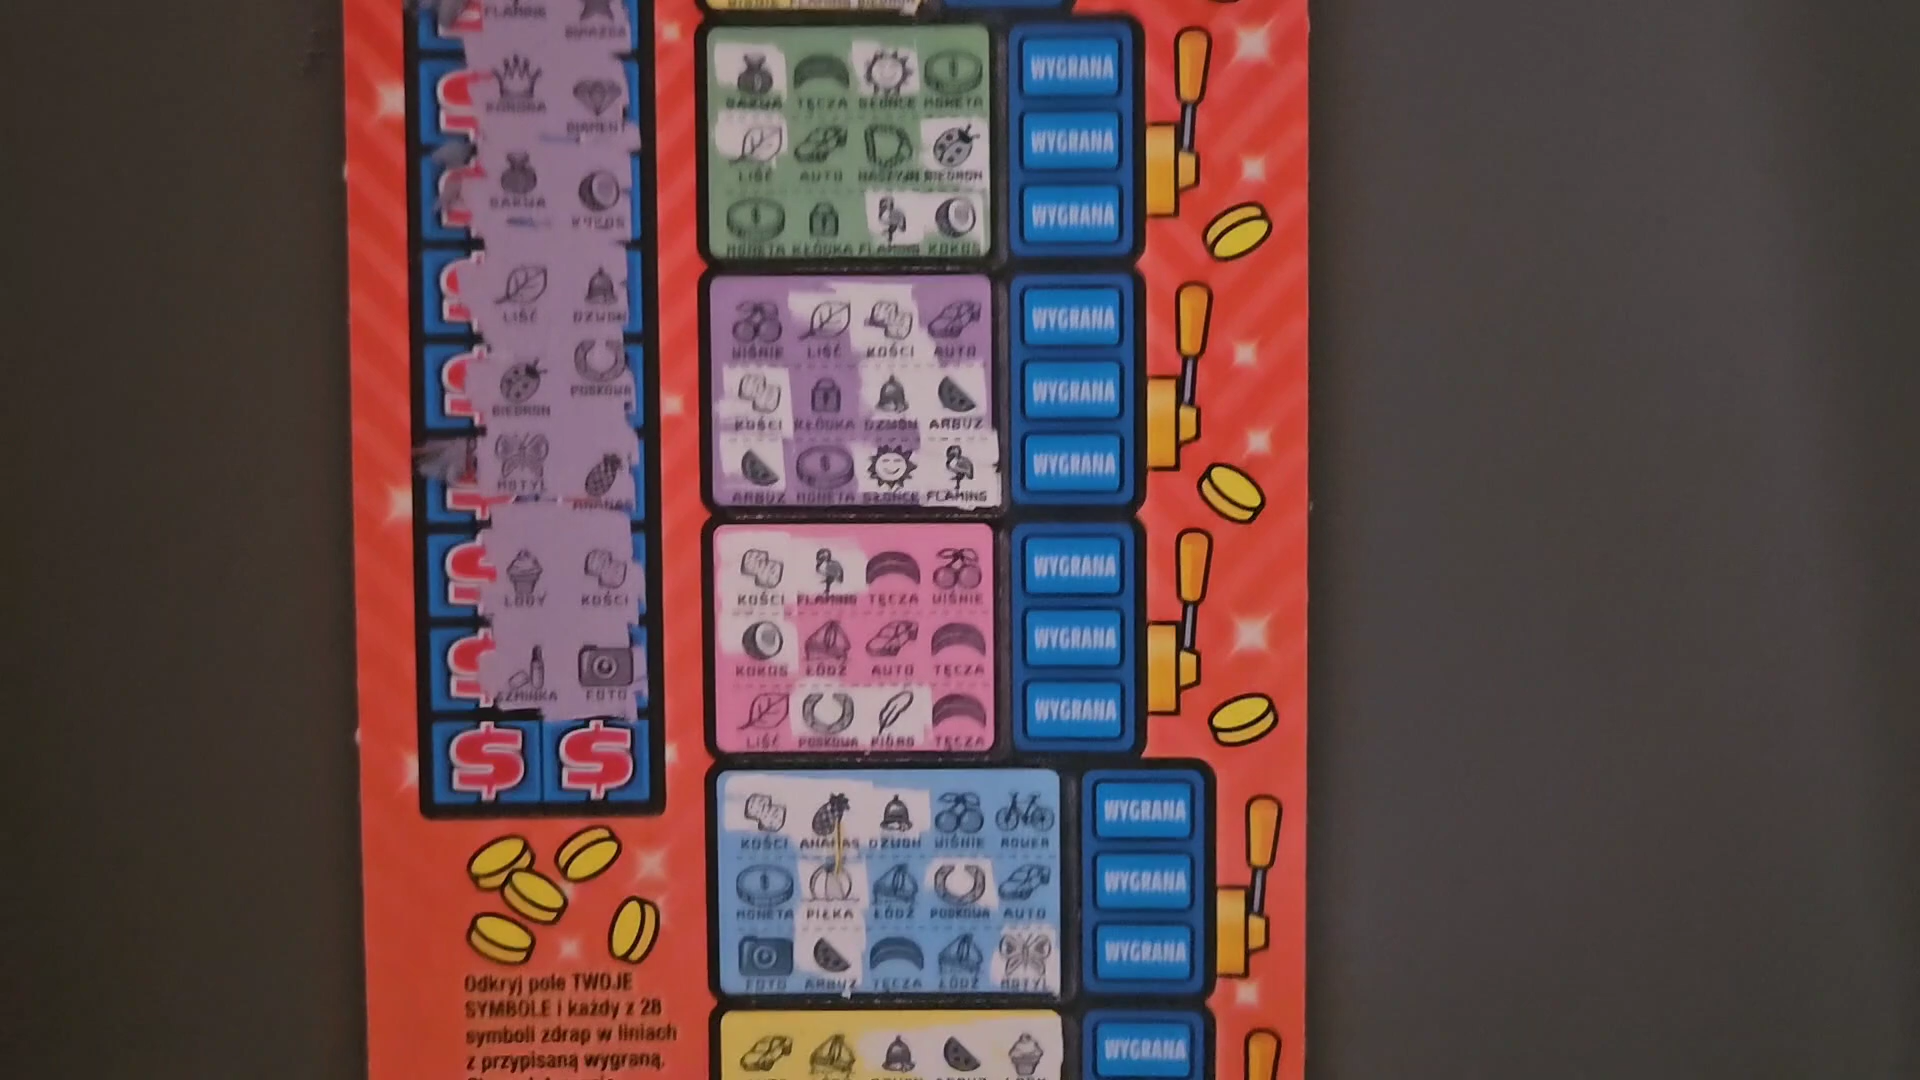 FLAMING
GWIAZDA
KORONA
DIAMENT
SAKWA
KOKOS
LIŚĆ
DZWON
BIEDRON
PODKOWA
MOTYL
ANANAS
LODY
KOŚCI
SZMINKA
FOTO
$ $
Odkryj pole TWOJE
SYMBOLE i każdy z 28
symboli zdrap w liniach
z przypisaną wygraną.
SAKWA TĘCZA SŁOŃCE MONETA
WYGRANA
LIŚĆ AUTO NASZYJN BIEDRON
WYGRANA
MONETA KŁÓDKA FLAMING KOKOS
WYGRANA
WIŚNIE LIŚĆ KOŚCI AUTO
WYGRANA
KOŚCI KŁÓDKA DZWON ARBUZ
WYGRANA
ARBUZ MONETA SŁOŃCE FLAMING
WYGRANA
KOŚCI FLAMING TĘCZA WIŚNIE
WYGRANA
KOKOS ŁÓDŹ AUTO TĘCZA
WYGRANA
LIŚĆ PODKOWA PIÓRO TĘCZA
WYGRANA
KOŚCI ANANAS DZWON WIŚNIE ROWER
WYGRANA
MONETA PIŁKA ŁÓDŹ PODKOWA AUTO
WYGRANA
FOTO ARBUZ TĘCZA ŁÓDŹ MOTYL
WYGRANA
WYGRANA